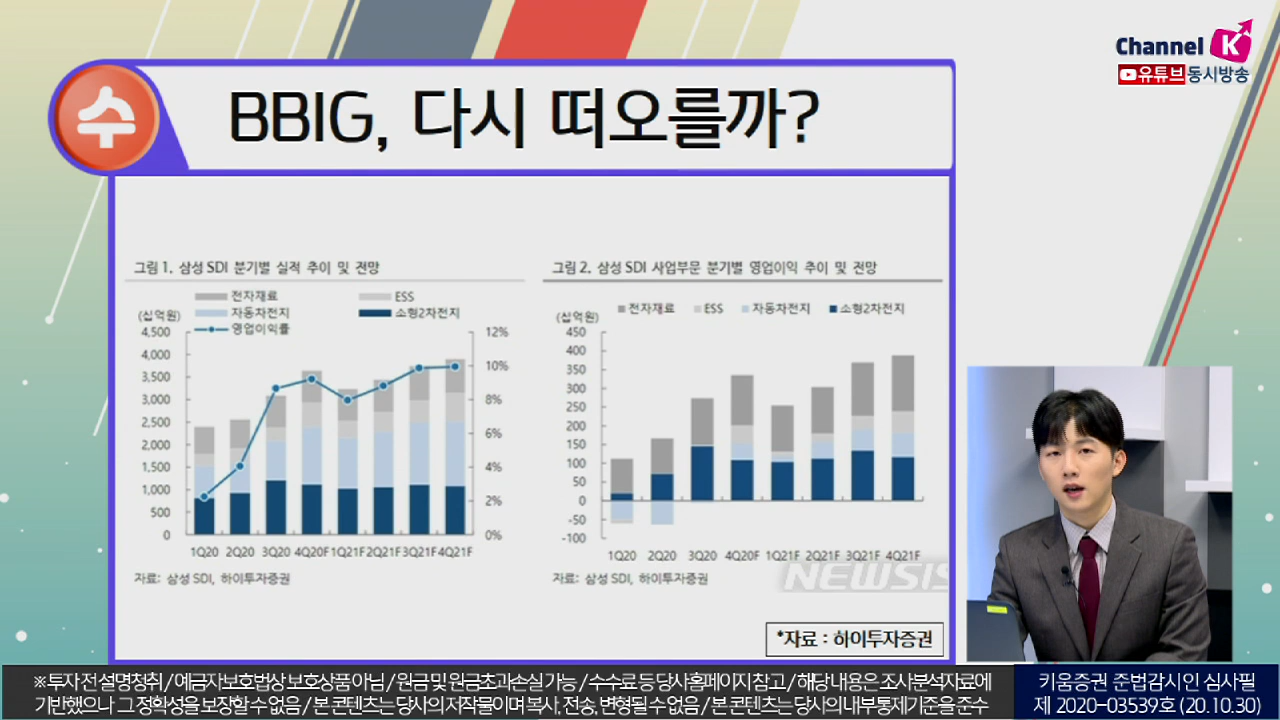 Channel K
유튜브 동시방송
수
BBIG, 다시 떠오를까?
그림1. 삼성SDI 분기별 실적 추이 및 전망
전자재료 ESS
(십억원) 자동차전지 소형2차전지
영업이익률
4,500
4,000
3,500
3,000
2,500
2,000
1,500
1,000
500
0
12%
10%
8%
6%
4%
2%
0%
1Q20 2Q20 3Q20 4Q20F 1Q21F 2Q21F 3Q21F 4Q21F
자료: 삼성SDI, 하이투자증권
그림2. 삼성SDI 사업부문 분기별 영업이익 추이 및 전망
(십억원) 전자재료 ESS 자동차전지 소형2차전지
450
400
350
300
250
200
150
100
50
0
-50
-100
1Q20 2Q20 3Q20 4Q20F 1Q21F 2Q21F 3Q21F 4Q21F
자료: 삼성SDI, 하이투자증권
NEWSIS
*자료 : 하이투자증권
※ 투자 전 설명청취 / 예금자보호법상 보호상품 아님 / 원금 및 원금초과손실 가능 / 수수료 등 당사홈페이지 참고 / 해당 내용은 조사분석자료에
기반했으나 그 정확성을 보장할 수 없음 / 본 콘텐츠는 당사의 저작물이며 복사, 전송, 변형될 수 없음 / 본 콘텐츠는 당사의 내부통제기준을 준수
키움증권 준법감시인 심사필
제 2020-03539호 (20.10.30)